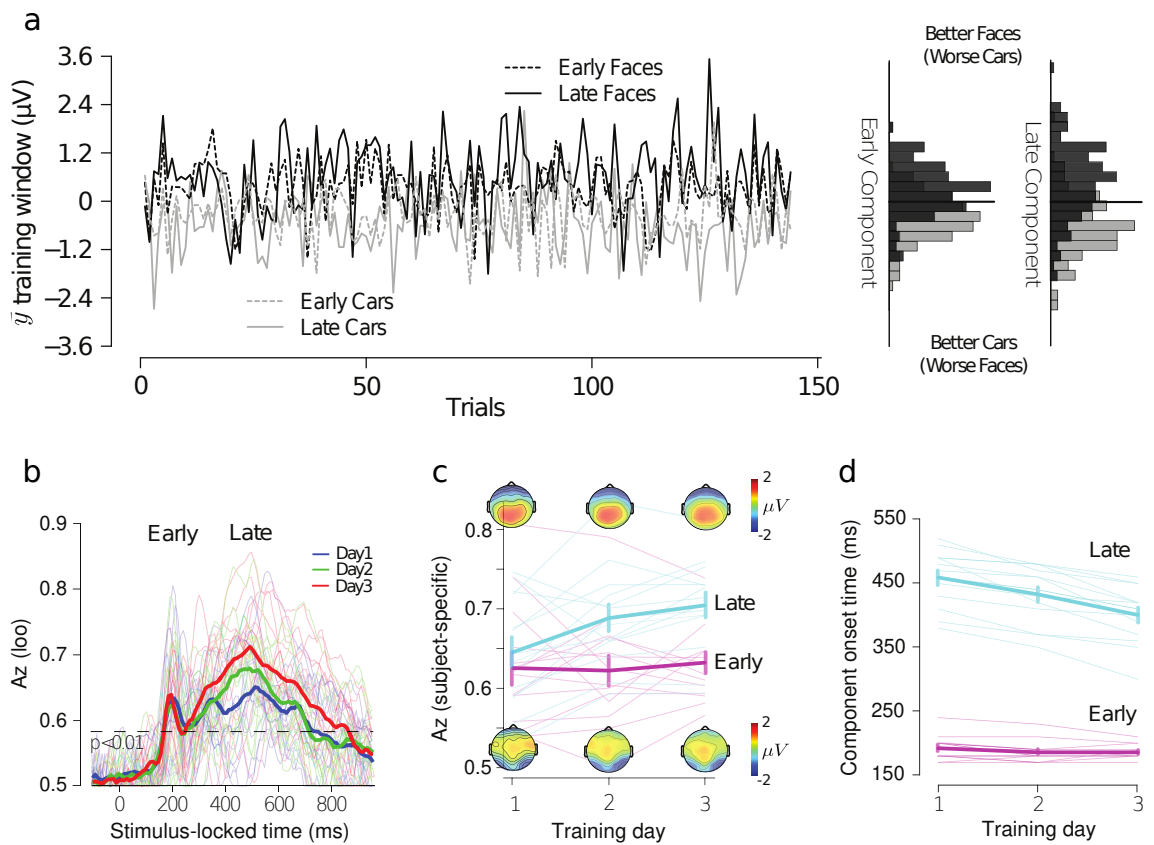 a
3.6
2.4
1.2
0
−1.2
−2.4
−3.6
ȳ training window (μV)
Early Faces
Late Faces
Early Cars
Late Cars
0
50
100
150
Trials
Better Faces
(Worse Cars)
Early Component
Late Component
Better Cars
(Worse Faces)
b
0.9
0.8
0.7
0.6
0.5
Az (loo)
Early
Late
Day1
Day2
Day3
p<0.01
0
200
400
600
800
Stimulus-locked time (ms)
c
2
μV
-2
0.8
0.7
0.6
0.5
Az (subject-specific)
Late
Early
2
μV
-2
1
2
3
Training day
d
550
450
350
250
150
Component onset time (ms)
Late
Early
1
2
3
Training day